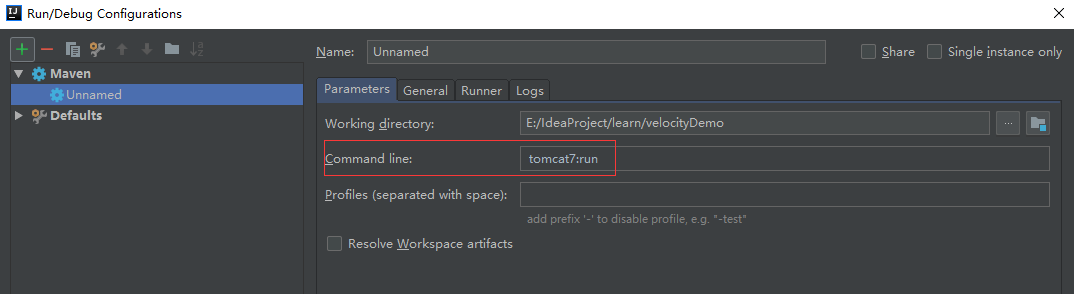 IJ Run/Debug Configurations
Name: Unnamed Share Single instance only
Maven
Unnamed
Defaults
Parameters General Runner Logs
Working directory: E:/IdeaProject/learn/velocityDemo ...
Command line: tomcat7:run
Profiles (separated with space):
add prefix '-' to disable profile, e.g. "-test"
Resolve Workspace artifacts